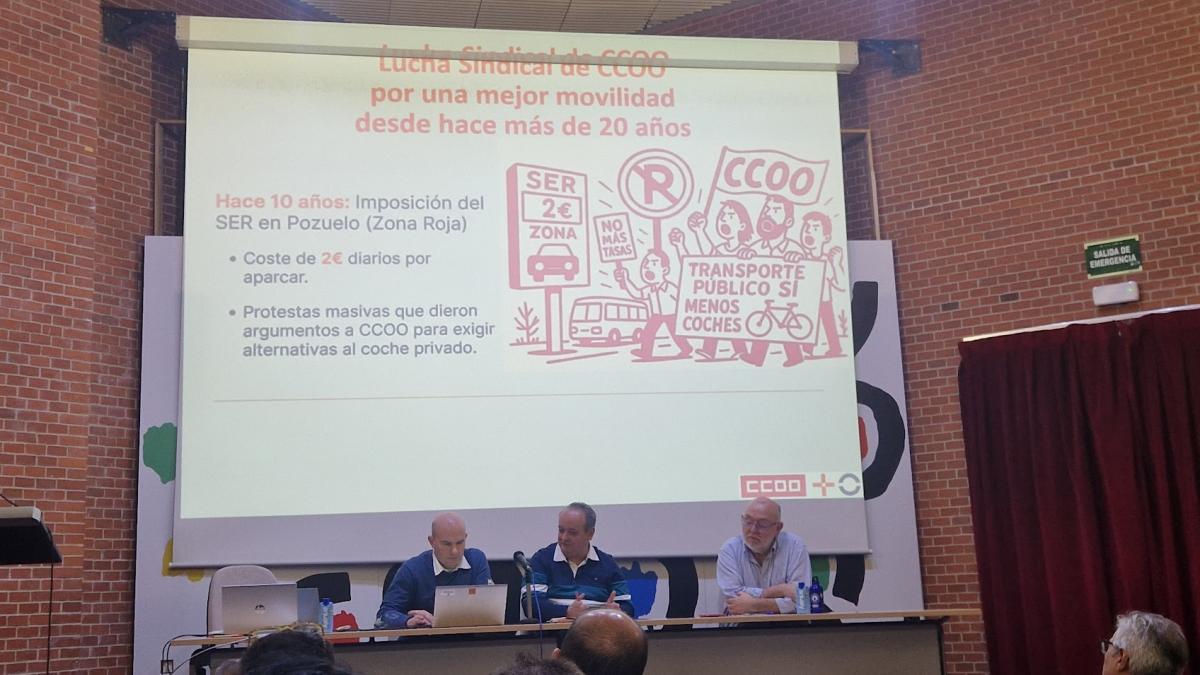 Lucha Sindical de CCOO
por una mejor movilidad
desde hace más de 20 años
Hace 10 años: Imposición del
SER en Pozuelo (Zona Roja)
• Coste de 2€ diarios por
aparcar.
• Protestas masivas que dieron
argumentos a CCOO para exigir
alternativas al coche privado.
SER
2€
ZONA
NO
MÁS
TASAS
R
CCOO
TRANSPORTE
PÚBLICO SÍ
MENOS
COCHES
CCOO
SALIDA DE
EMERGENCIA